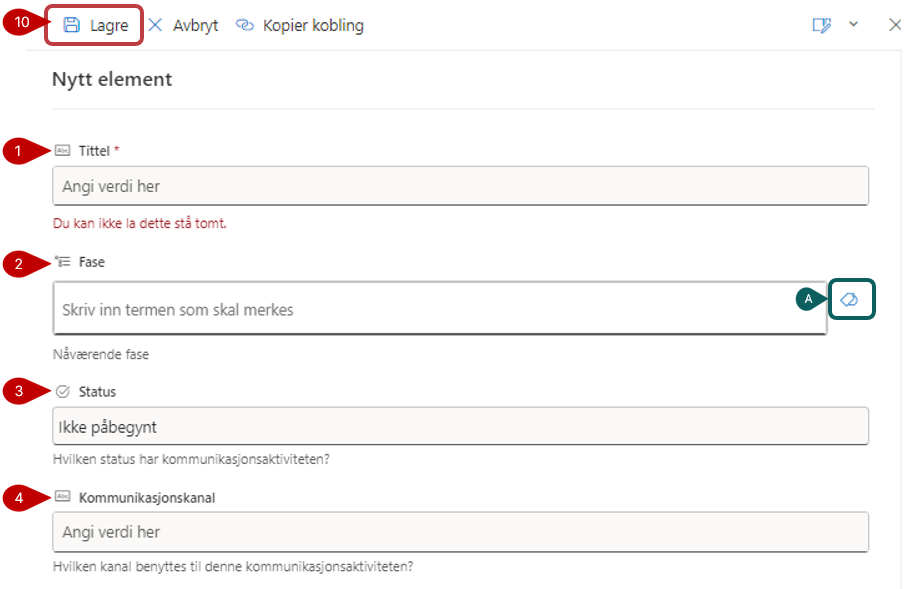 10 Lagre Avbryt Kopier kobling
Nytt element
1 Abc Tittel *
Angi verdi her
Du kan ikke la dette stå tomt.
2 Fase
Skriv inn termen som skal merkes A
Nåværende fase
3 Status
Ikke påbegynt
Hvilken status har kommunikasjonsaktiviteten?
4 Abc Kommunikasjonskanal
Angi verdi her
Hvilken kanal benyttes til denne kommunikasjonsaktiviteten?